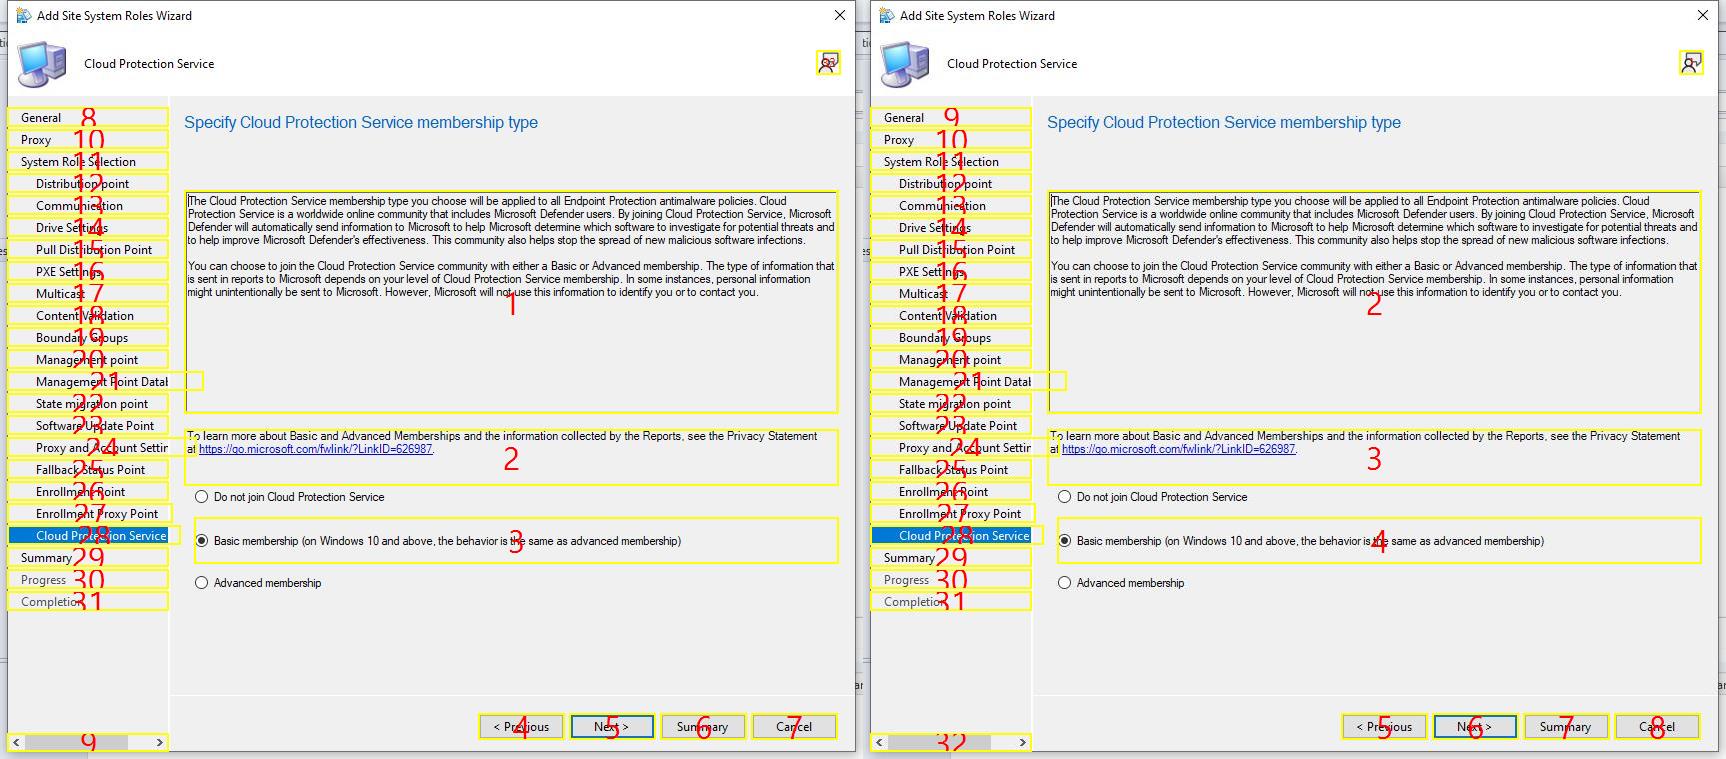 Add Site System Roles Wizard
Cloud Protection Service
General 8
Proxy 10
System Role Selection 11
Distribution point 12
Communication 13
Drive Settings 14
Pull Distribution Point 15
PXE Settings 16
Multicast 17
Content Validation 18
Boundary Groups 19
Management point 20
Management Point Datab 21
State migration point 22
Software Update Point 23
Proxy and Account Settin 24
Fallback Status Point 25
Enrollment Point 26
Enrollment Proxy Point 27
Cloud Protection Service 28
Summary 29
Progress 30
Completion 31
9
Specify Cloud Protection Service membership type
The Cloud Protection Service membership type you choose will be applied to all Endpoint Protection antimalware policies. Cloud
Protection Service is a worldwide online community that includes Microsoft Defender users. By joining Cloud Protection Service, Microsoft
Defender will automatically send information to Microsoft to help Microsoft determine which software to investigate for potential threats and
to help improve Microsoft Defender's effectiveness. This community also helps stop the spread of new malicious software infections.
You can choose to join the Cloud Protection Service community with either a Basic or Advanced membership. The type of information that
is sent in reports to Microsoft depends on your level of Cloud Protection Service membership. In some instances, personal information
might unintentionally be sent to Microsoft. However, Microsoft will not use this information to identify you or to contact you.
1
To learn more about Basic and Advanced Memberships and the information collected by the Reports, see the Privacy Statement
at https://go.microsoft.com/fwlink/?LinkID=626987.
2
Do not join Cloud Protection Service
Basic membership (on Windows 10 and above, the behavior is the same as advanced membership) 3
Advanced membership
< Previous 4 Next > 5 Summary 6 Cancel 7
Add Site System Roles Wizard
Cloud Protection Service
General 9
Proxy 10
System Role Selection 11
Distribution point 12
Communication 13
Drive Settings 14
Pull Distribution Point 15
PXE Settings 16
Multicast 17
Content Validation 18
Boundary Groups 19
Management point 20
Management Point Datab 21
State migration point 22
Software Update Point 23
Proxy and Account Settin 24
Fallback Status Point 25
Enrollment Point 26
Enrollment Proxy Point 27
Cloud Protection Service 28
Summary 29
Progress 30
Completion 31
32
Specify Cloud Protection Service membership type
The Cloud Protection Service membership type you choose will be applied to all Endpoint Protection antimalware policies. Cloud
Protection Service is a worldwide online community that includes Microsoft Defender users. By joining Cloud Protection Service, Microsoft
Defender will automatically send information to Microsoft to help Microsoft determine which software to investigate for potential threats and
to help improve Microsoft Defender's effectiveness. This community also helps stop the spread of new malicious software infections.
You can choose to join the Cloud Protection Service community with either a Basic or Advanced membership. The type of information that
is sent in reports to Microsoft depends on your level of Cloud Protection Service membership. In some instances, personal information
might unintentionally be sent to Microsoft. However, Microsoft will not use this information to identify you or to contact you.
2
To learn more about Basic and Advanced Memberships and the information collected by the Reports, see the Privacy Statement
at https://go.microsoft.com/fwlink/?LinkID=626987.
3
Do not join Cloud Protection Service
Basic membership (on Windows 10 and above, the behavior is the same as advanced membership) 4
Advanced membership
< Previous 5 Next > 6 Summary 7 Cancel 8